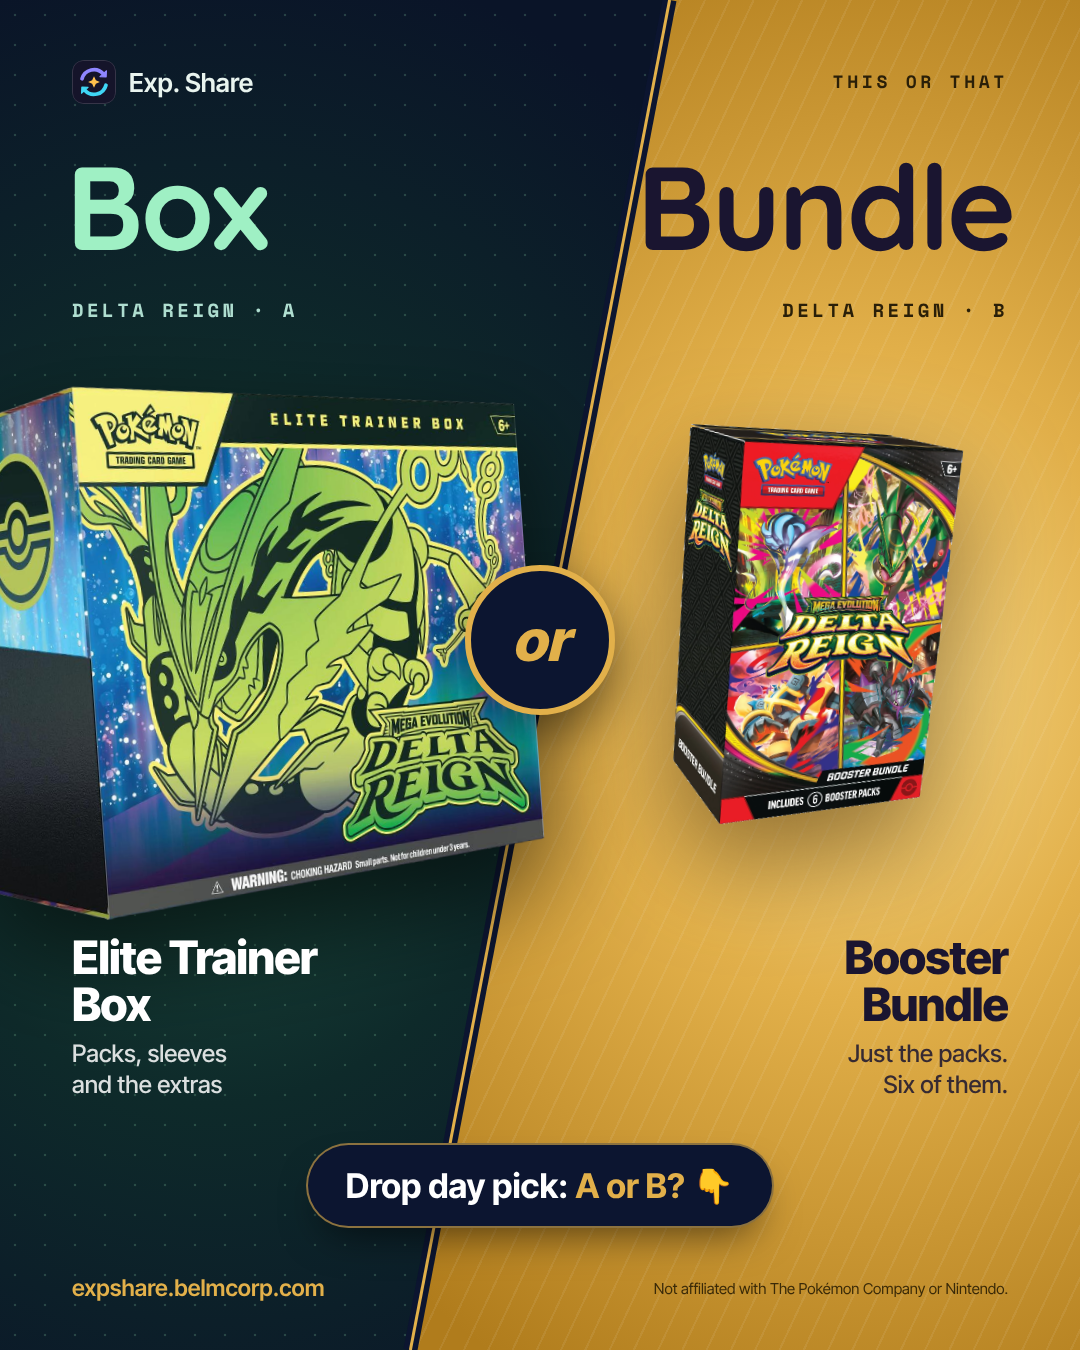 Exp. Share
THIS OR THAT
Box
Bundle
DELTA REIGN · A
DELTA REIGN · B
Pokémon
TRADING CARD GAME
ELITE TRAINER BOX
6+
MEGA EVOLUTION
DELTA
REIGN
WARNING: CHOKING HAZARD Small parts. Not for children under 3 years.
or
Pokémon
DELTA
REIGN
BOOSTER BUNDLE
Pokémon
TRADING CARD GAME
6+
MEGA EVOLUTION
DELTA
REIGN
BOOSTER BUNDLE
INCLUDES 6 BOOSTER PACKS
Elite Trainer
Box
Packs, sleeves
and the extras
Booster
Bundle
Just the packs.
Six of them.
Drop day pick: A or B? 👇
expshare.belmcorp.com
Not affiliated with The Pokémon Company or Nintendo.